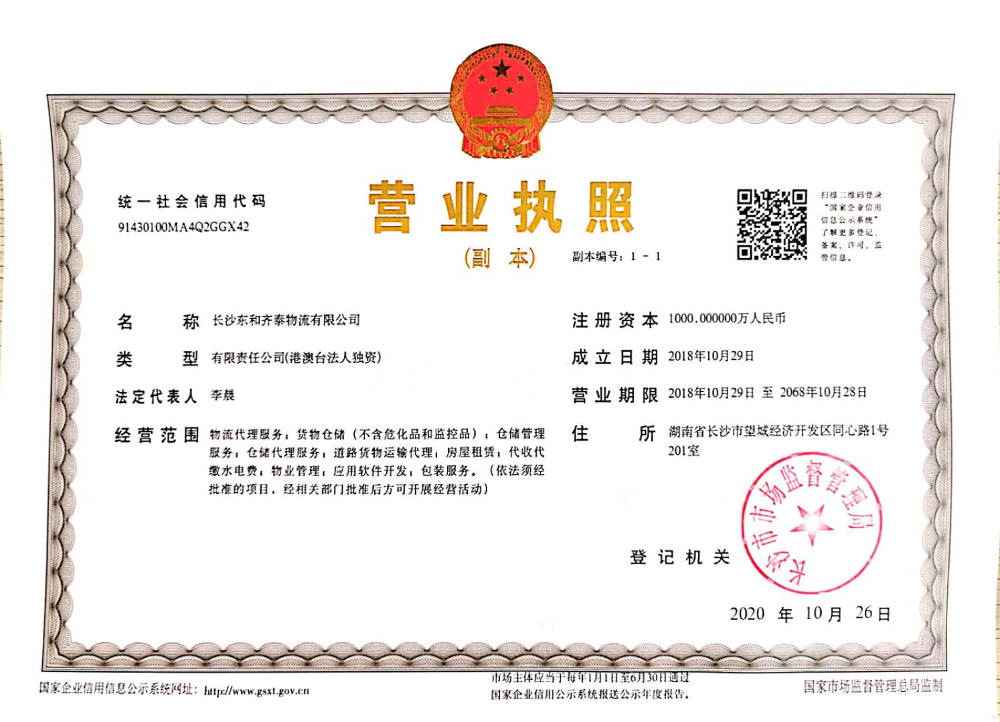 营业执照
(副 本)
副本编号：1 - 1
统一社会信用代码
91430100MA4Q2GGX42
扫描二维码登录
“国家企业信用
信息公示系统”
了解更多登记、
备案、许可、监
管信息。
名 称 长沙东和齐泰物流有限公司
类 型 有限责任公司(港澳台法人独资)
法定代表人 李晨
经营范围 物流代理服务；货物仓储（不含危化品和监控品）；仓储管理
服务；仓储代理服务；道路货物运输代理；房屋租赁；代收代
缴水电费；物业管理；应用软件开发；包装服务。（依法须经
批准的项目，经相关部门批准后方可开展经营活动）
注册资本 1000.000000万人民币
成立日期 2018年10月29日
营业期限 2018年10月29日 至 2068年10月28日
住 所 湖南省长沙市望城经济开发区同心路1号
201室
长沙市市场监督管理局
登记机关
2020 年 10 月 26 日
国家企业信用信息公示系统网址：http://www.gsxt.gov.cn
市场主体应当于每年1月1日至6月30日通过
国家企业信用公示系统报送公示年度报告。
国家市场监督管理总局监制